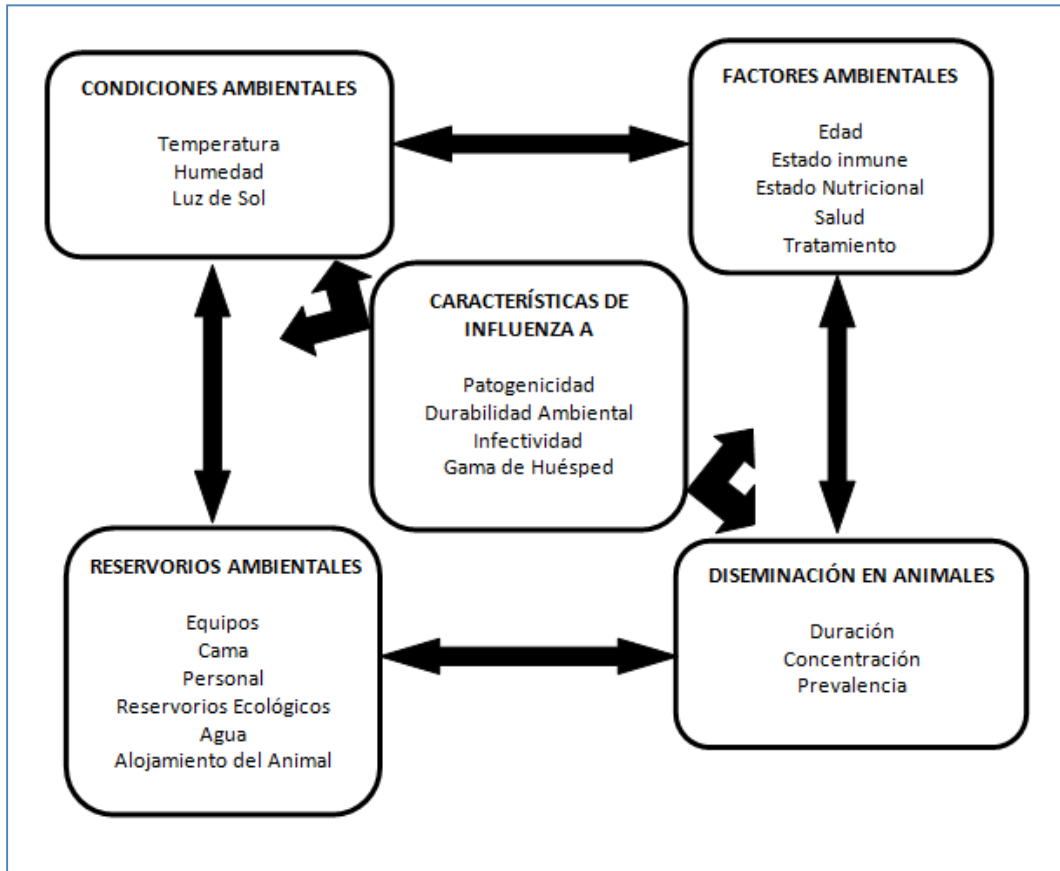 CONDICIONES AMBIENTALES
Temperatura
Humedad
Luz de Sol
FACTORES AMBIENTALES
Edad
Estado inmune
Estado Nutricional
Salud
Tratamiento
CARACTERÍSTICAS DE
INFLUENZA A
Patogenicidad
Durabilidad Ambiental
Infectividad
Gama de Huésped
RESERVORIOS AMBIENTALES
Equipos
Cama
Personal
Reservorios Ecológicos
Agua
Alojamiento del Animal
DISEMINACIÓN EN ANIMALES
Duración
Concentración
Prevalencia